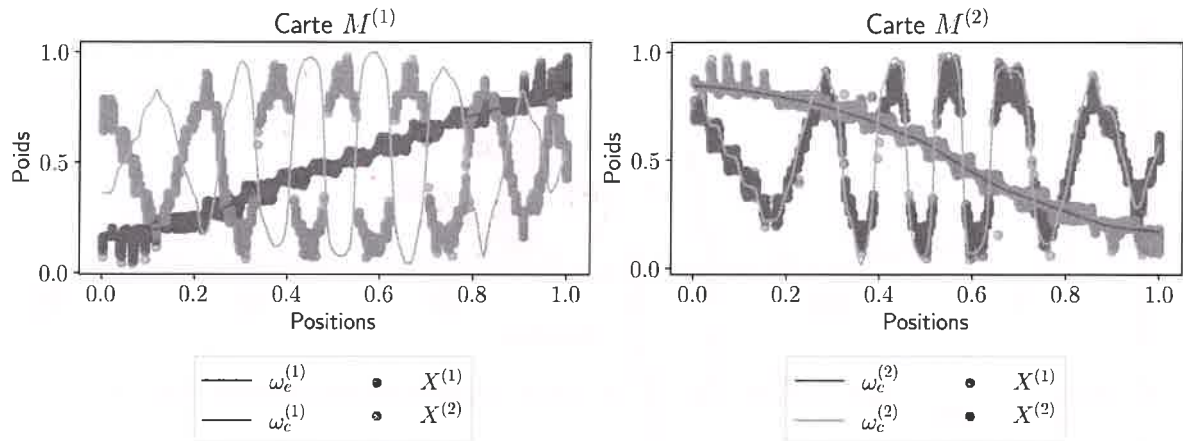 Carte M^{(1)}
Poids
1.0
0.5
0.0
0.0 0.2 0.4 0.6 0.8 1.0
Positions
ω_e^{(1)} X^{(1)}
ω_c^{(1)} X^{(2)}
Carte M^{(2)}
Poids
1.0
0.5
0.0
0.0 0.2 0.4 0.6 0.8 1.0
Positions
ω_e^{(2)} X^{(1)}
ω_c^{(2)} X^{(2)}